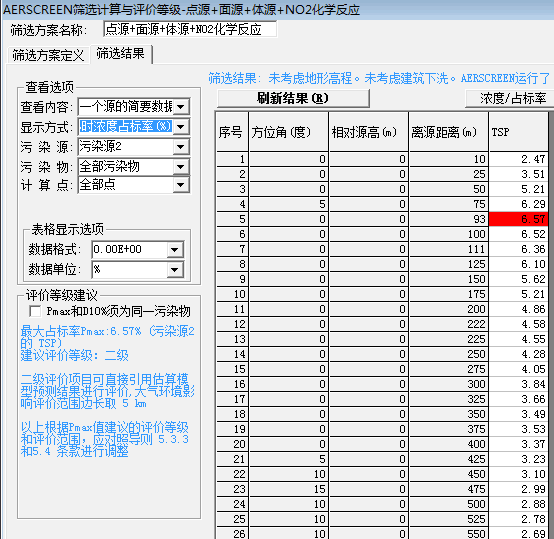 AERSCREEN筛选计算与评价等级-点源+面源+体源+NO2化学反应
筛选方案名称: 点源+面源+体源+NO2化学反应
筛选方案定义 筛选结果
查看选项
查看内容: 一个源的简要数据
显示方式: 时浓度占标率(%)
污 染 源: 污染源2
污 染 物: 全部污染物
计 算 点: 全部点
表格显示选项
数据格式: 0.00E+00
数据单位: %
评价等级建议
Pmax和D10%须为同一污染物
最大占标率Pmax:6.57% (污染源2
的 TSP)
建议评价等级: 二级
二级评价项目可直接引用估算模
型预测结果进行评价,大气环境影
响评价范围边长取 5 km
以上根据Pmax值建议的评价等级
和评价范围, 应对照导则 5.3.3
和5.4 条款进行调整
筛选结果: 未考虑地形高程。未考虑建筑下洗。AERSCREEN运行了
刷新结果(R) 浓度/占标率
序号 方位角(度) 相对源高(m) 离源距离(m) TSP
1 0 0 10 2.47
2 0 0 25 3.51
3 0 0 50 5.21
4 5 0 75 6.29
5 0 0 93 6.57
6 0 0 100 6.52
7 0 0 111 6.36
8 0 0 125 6.10
9 0 0 150 5.62
10 0 0 175 5.21
11 0 0 200 4.86
12 0 0 222 4.58
13 0 0 225 4.55
14 0 0 250 4.28
15 0 0 275 4.05
16 0 0 300 3.84
17 0 0 325 3.66
18 0 0 350 3.49
19 0 0 375 3.53
20 0 0 400 3.37
21 5 0 425 3.23
22 10 0 450 3.10
23 15 0 475 2.99
24 10 0 500 2.88
25 10 0 525 2.78
26 10 0 550 2.69